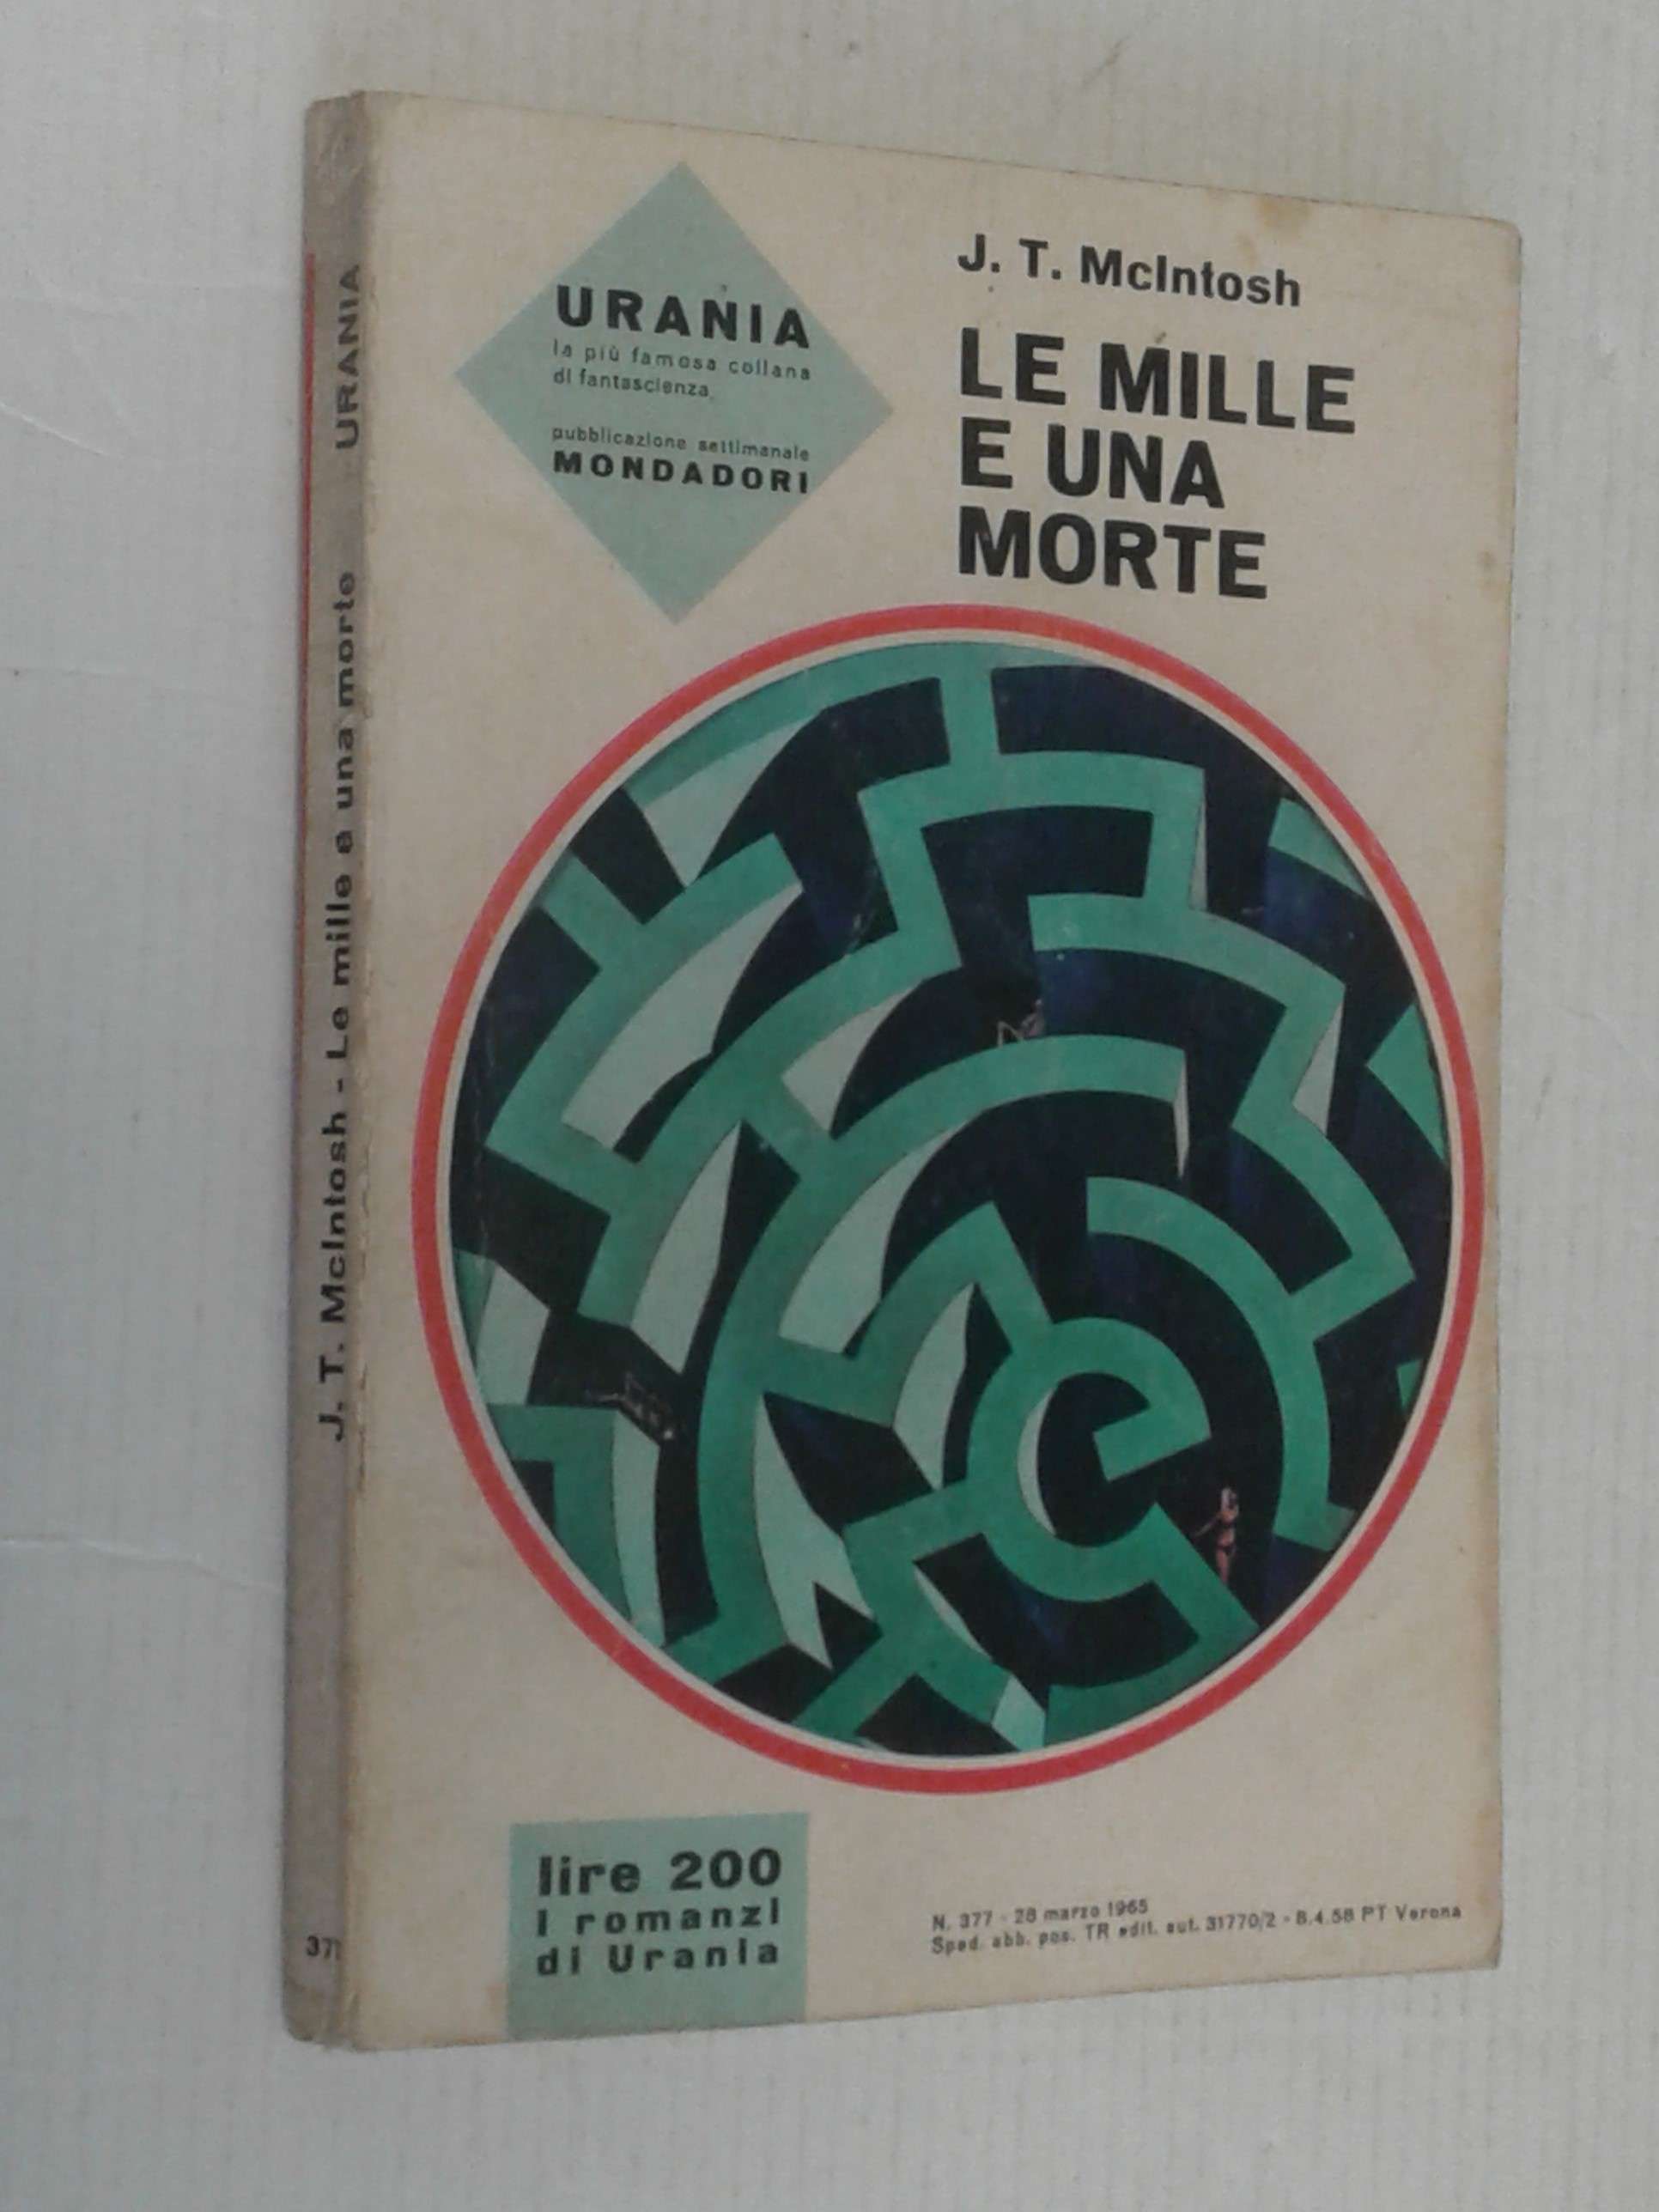 URANIA
la più famosa collana
di fantascienza
pubblicazione settimanale
MONDADORI
J. T. McIntosh
LE MILLE
E UNA
MORTE
lire 200
i romanzi
di Urania
N. 377 - 28 marzo 1965
Sped. abb. pos. TR edit. aut. 31770/2 - 8.4.58 PT Verona
J. T. McIntosh - Le mille e una morte URANIA
377